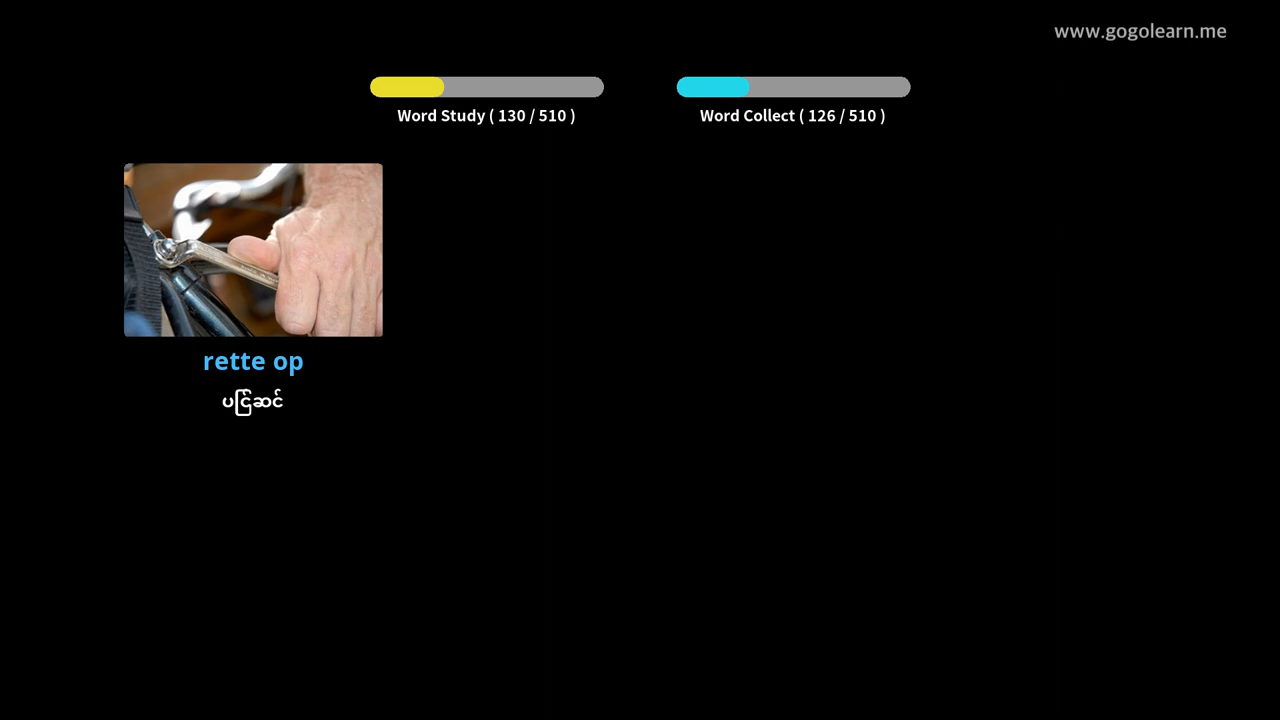 www.gogolearn.me
Word Study ( 130 / 510 )
Word Collect ( 126 / 510 )
rette op
ပြင်ဆင်